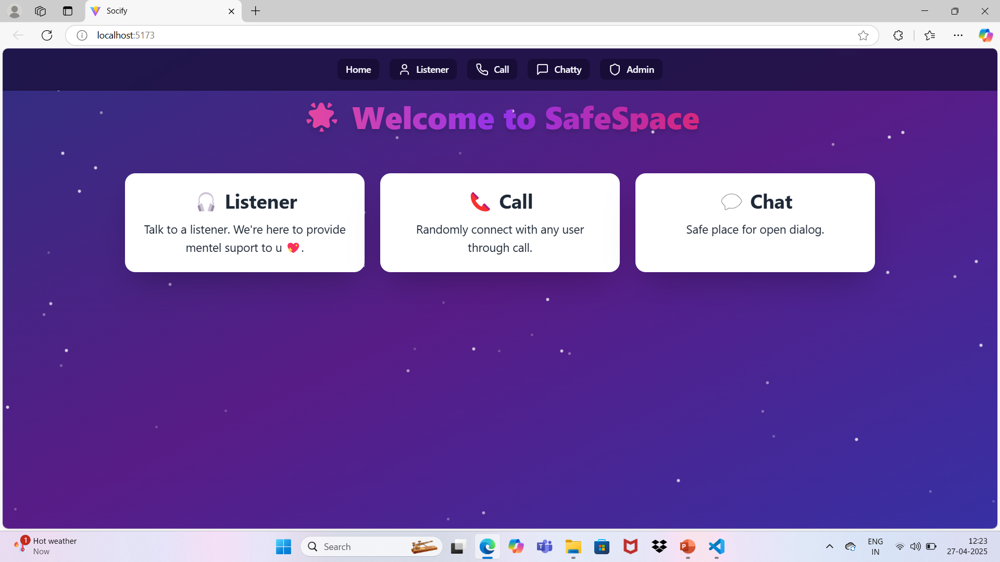 Socify
localhost:5173
Home Listener Call Chatty Admin
Welcome to SafeSpace
Listener
Talk to a listener. We're here to provide
mentel suport to u 💖.
Call
Randomly connect with any user
through call.
Chat
Safe place for open dialog.
1
Hot weather
Now
Search
ENG
IN
12:23
27-04-2025